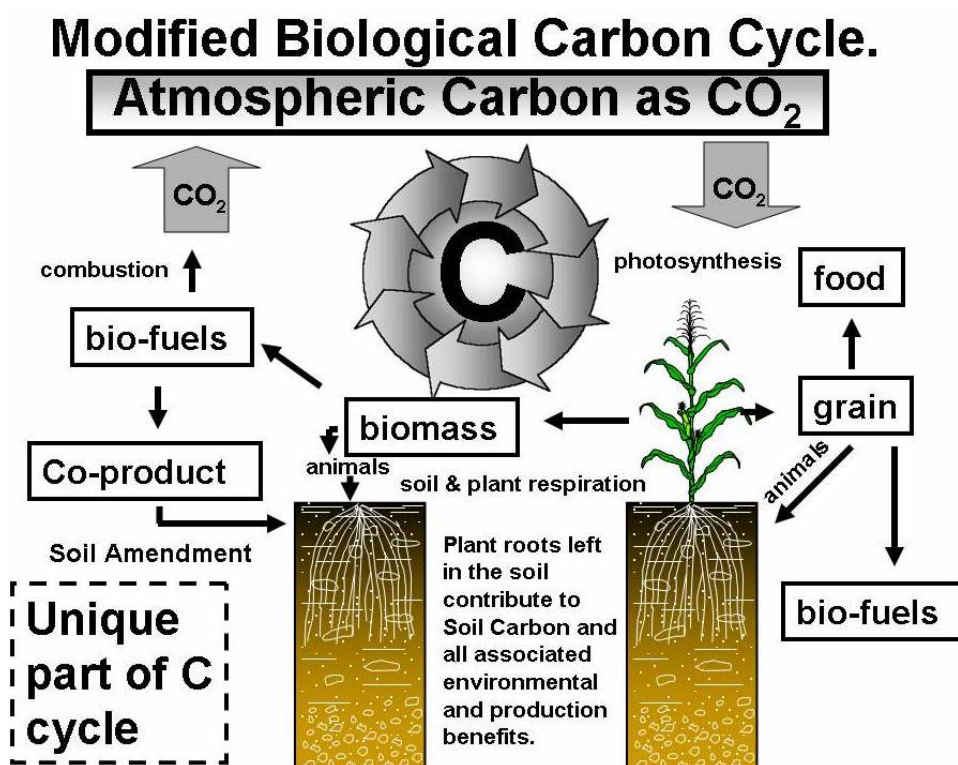 Modified Biological Carbon Cycle.
Atmospheric Carbon as CO₂
CO₂
CO₂
C
combustion
photosynthesis
food
bio-fuels
grain
biomass
animals
Co-product
animals
soil & plant respiration
Soil Amendment
Plant roots left
in the soil
contribute to
Soil Carbon and
all associated
environmental
and production
benefits.
bio-fuels
Unique
part of C
cycle